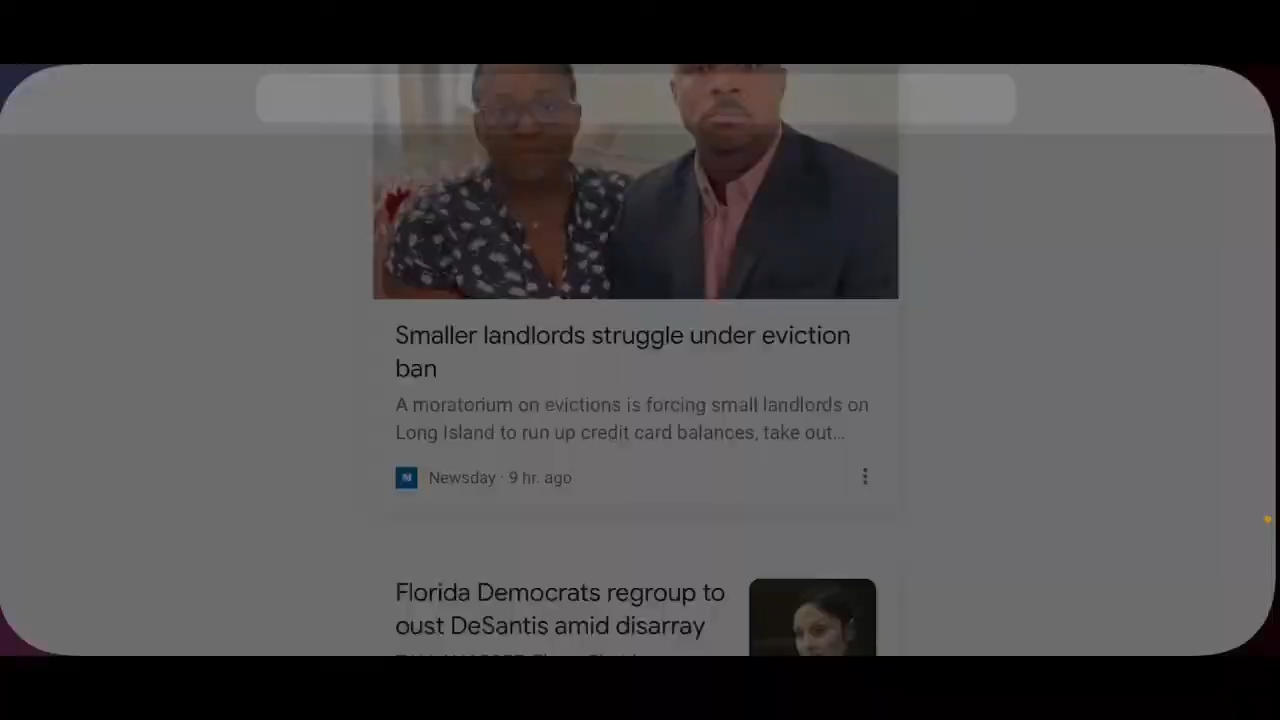 Smaller landlords struggle under eviction
ban
A moratorium on evictions is forcing small landlords on
Long Island to run up credit card balances, take out...
N
Newsday · 9 hr. ago
Florida Democrats regroup to
oust DeSantis amid disarray